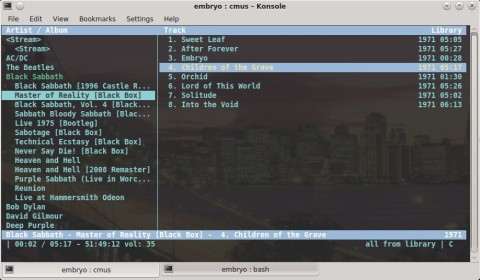 embryo : cmus - Konsole
File Edit View Bookmarks Settings Help
Artist / Album Track Library
<Stream> 1. Sweet Leaf 1971 05:05
<Stream> 2. After Forever 1971 05:27
AC/DC 3. Embryo 1971 00:28
The Beatles 4. Children of the Grave 1971 05:17
Black Sabbath 5. Orchid 1971 01:30
Black Sabbath [1996 Castle R... 6. Lord of This World 1971 05:26
Master of Reality [Black Box] 7. Solitude 1971 05:02
Black Sabbath, Vol. 4 [Black... 8. Into the Void 1971 06:13
Sabbath Bloody Sabbath [Blac...
Live 1975 [Bootleg]
Sabotage [Black Box]
Technical Ecstasy [Black Box]
Never Say Die! [Black Box]
Heaven and Hell
Heaven and Hell [2008 Remaster]
Purple Sabbath (Live in Worc...
Reunion
Live at Hammersmith Odeon
Bob Dylan
David Gilmour
Deep Purple
Black Sabbath - Master of Reality [Black Box] - 4. Children of the Grave 1971
| 00:02 / 05:17 - 51:49:12 vol: 35 all from library | C
embryo : cmus embryo : bash